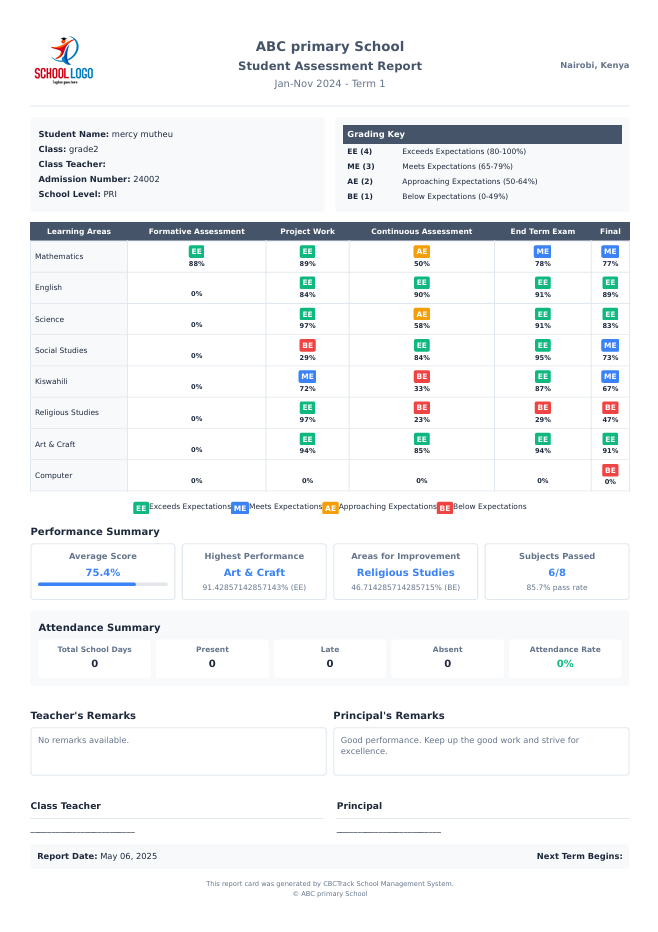 SCHOOL LOGO
ABC primary School
Student Assessment Report
Jan-Nov 2024 - Term 1
Nairobi, Kenya
Student Name: mercy mutheu
Class: grade2
Class Teacher:
Admission Number: 24002
School Level: PRI
Grading Key
EE (4) Exceeds Expectations (80-100%)
ME (3) Meets Expectations (65-79%)
AE (2) Approaching Expectations (50-64%)
BE (1) Below Expectations (0-49%)
Learning Areas Formative Assessment Project Work Continuous Assessment End Term Exam Final
Mathematics EE 88% EE 89% AE 50% ME 78% ME 77%
English 0% EE 84% EE 90% EE 91% EE 89%
Science 0% EE 97% AE 58% EE 91% EE 83%
Social Studies 0% BE 29% EE 84% EE 95% ME 73%
Kiswahili 0% ME 72% BE 33% EE 87% ME 67%
Religious Studies 0% EE 97% BE 23% BE 29% BE 47%
Art & Craft 0% EE 94% EE 85% EE 94% EE 91%
Computer 0% 0% 0% 0% BE 0%
EE Exceeds Expectations ME Meets Expectations AE Approaching Expectations BE Below Expectations
Performance Summary
Average Score
75.4%
Highest Performance
Art & Craft
91.42857142857143% (EE)
Areas for Improvement
Religious Studies
46.714285714285715% (BE)
Subjects Passed
6/8
85.7% pass rate
Attendance Summary
Total School Days
0
Present
0
Late
0
Absent
0
Attendance Rate
0%
Teacher's Remarks
No remarks available.
Principal's Remarks
Good performance. Keep up the good work and strive for
excellence.
Class Teacher
_________________________
Principal
_________________________
Report Date: May 06, 2025
Next Term Begins:
This report card was generated by CBCTrack School Management System.
© ABC primary School